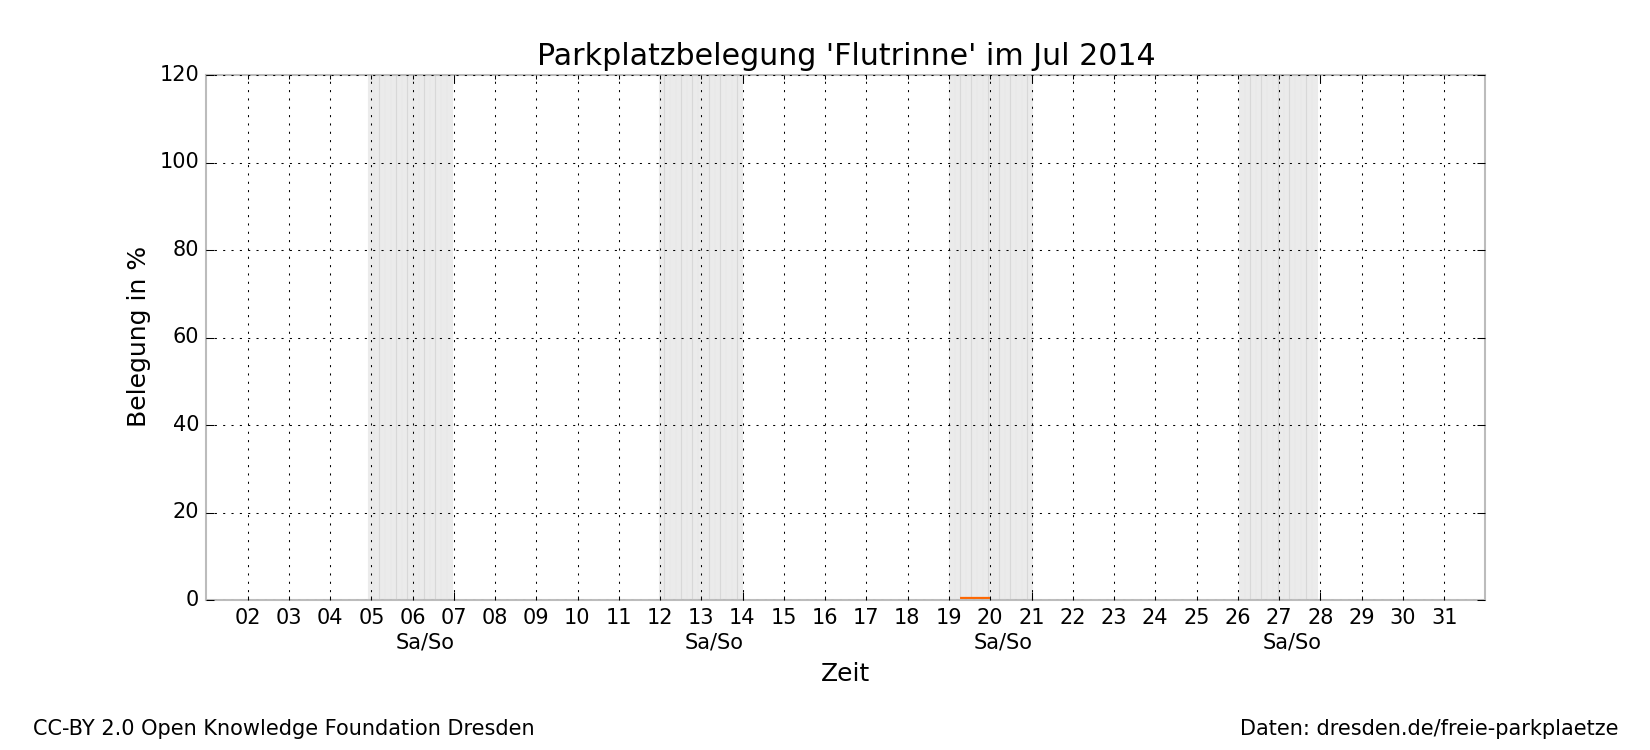 Parkplatzbelegung 'Flutrinne' im Jul 2014
120
100
80
60
40
20
0
Belegung in %
02 03 04 05 06 07 08 09 10 11 12 13 14 15 16 17 18 19 20 21 22 23 24 25 26 27 28 29 30 31
Sa/So Sa/So Sa/So Sa/So
Zeit
CC-BY 2.0 Open Knowledge Foundation Dresden
Daten: dresden.de/freie-parkplaetze